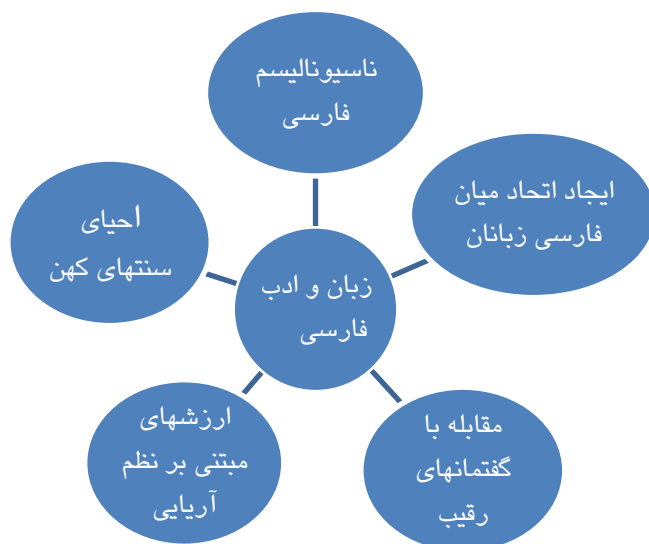 ناسیونالیسم
فارسی
ایجاد اتحاد میان
فارسی زبانان
احیای
سنتهای کهن
زبان و ادب
فارسی
ارزشهای
مبتنی بر نظم
آریایی
مقابله با
گفتمانهای
رقیب